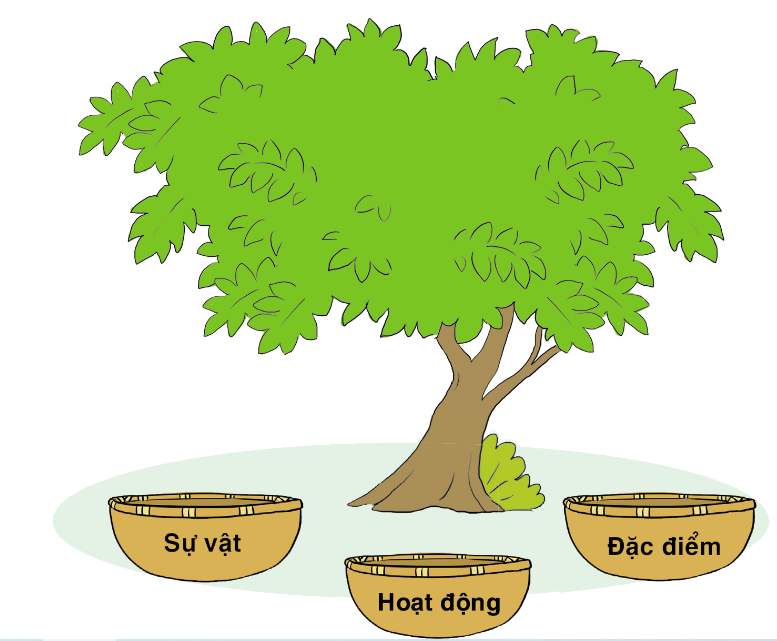 Sự vật
Hoạt động
Đặc điểm